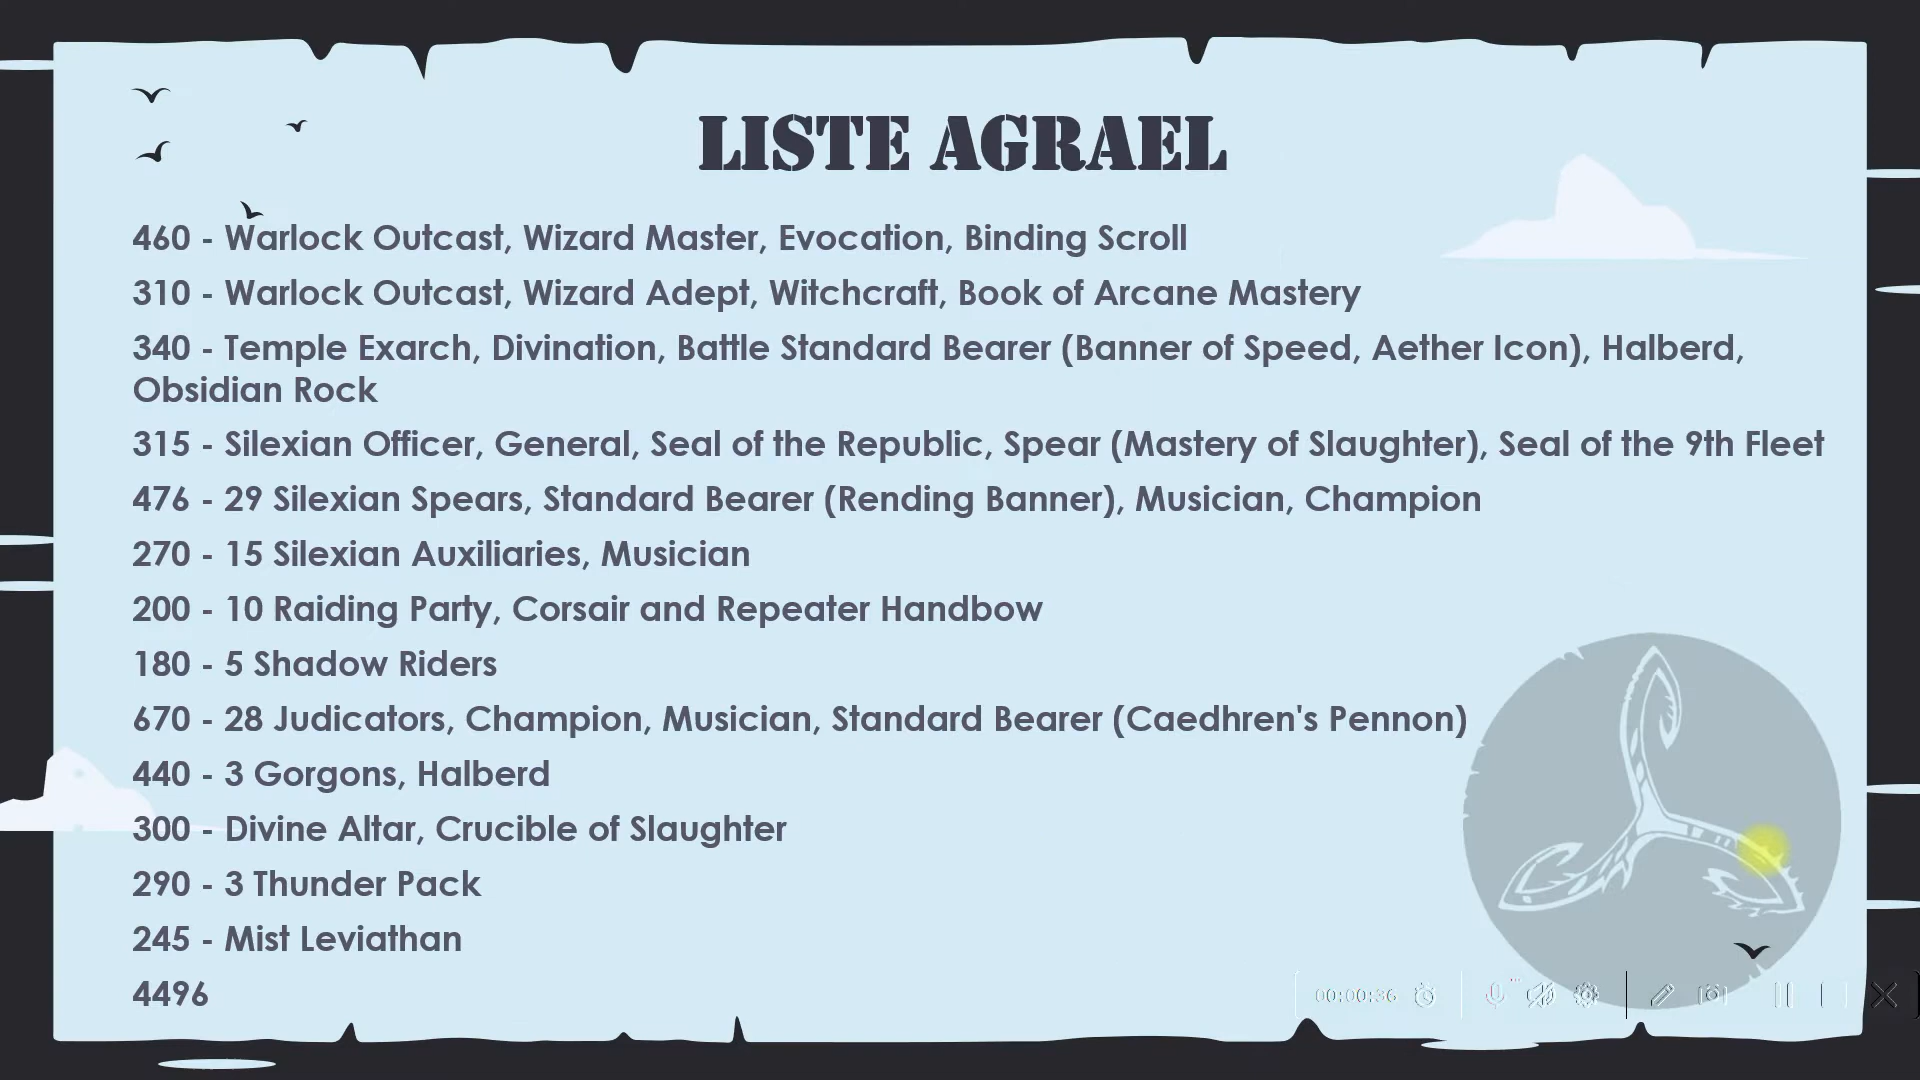 LISTE AGRAEL
460 - Warlock Outcast, Wizard Master, Evocation, Binding Scroll
310 - Warlock Outcast, Wizard Adept, Witchcraft, Book of Arcane Mastery
340 - Temple Exarch, Divination, Battle Standard Bearer (Banner of Speed, Aether Icon), Halberd,
Obsidian Rock
315 - Silexian Officer, General, Seal of the Republic, Spear (Mastery of Slaughter), Seal of the 9th Fleet
476 - 29 Silexian Spears, Standard Bearer (Rending Banner), Musician, Champion
270 - 15 Silexian Auxiliaries, Musician
200 - 10 Raiding Party, Corsair and Repeater Handbow
180 - 5 Shadow Riders
670 - 28 Judicators, Champion, Musician, Standard Bearer (Caedhren's Pennon)
440 - 3 Gorgons, Halberd
300 - Divine Altar, Crucible of Slaughter
290 - 3 Thunder Pack
245 - Mist Leviathan
4496
00:00:36